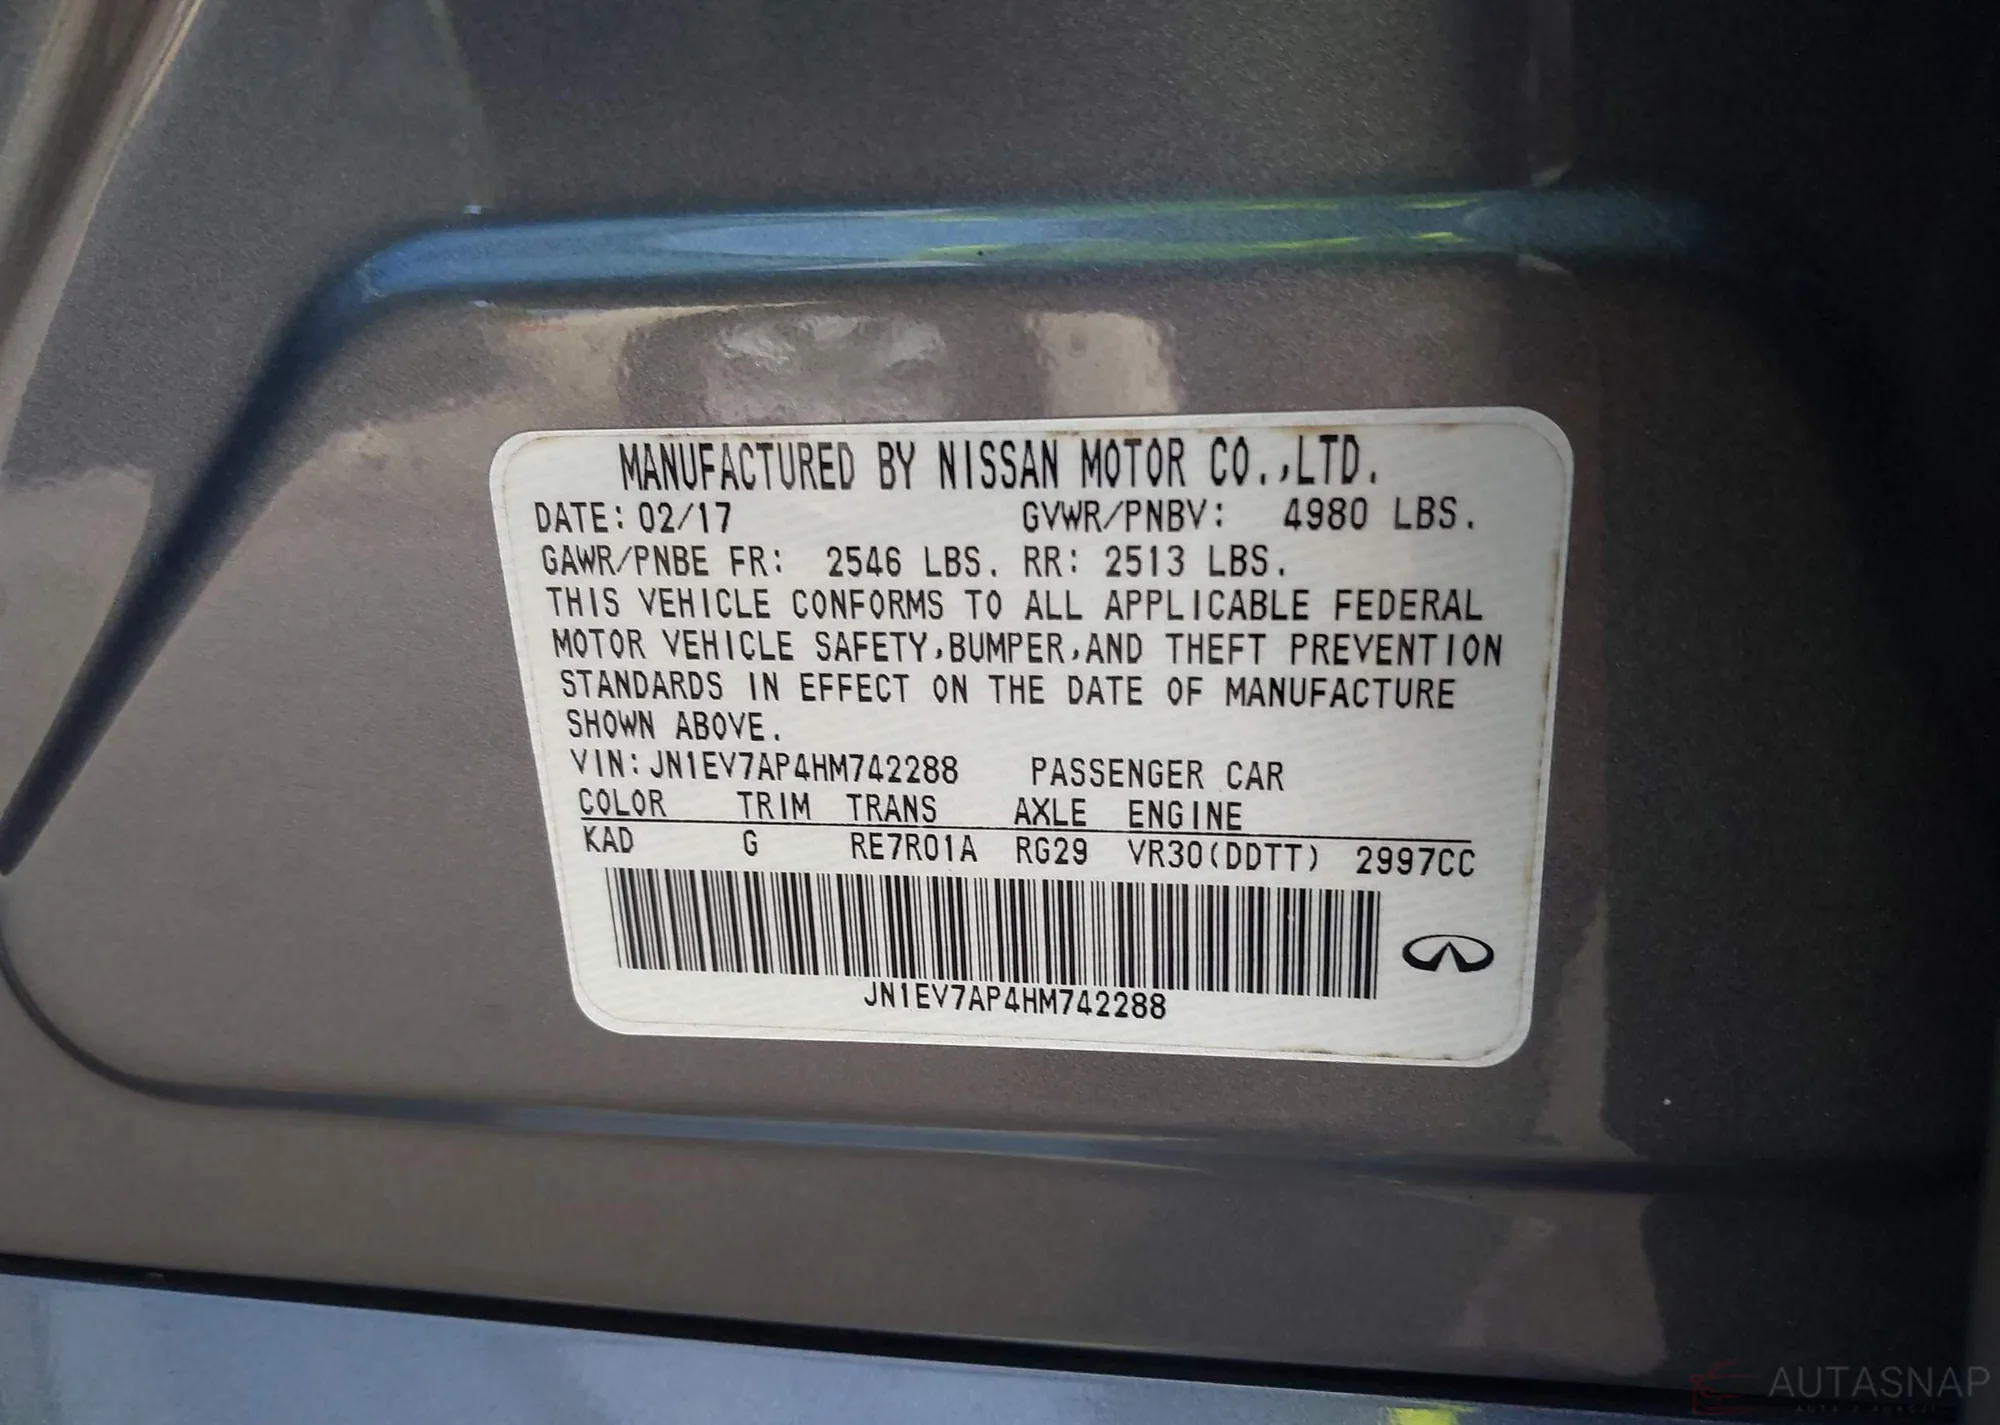 MANUFACTURED BY NISSAN MOTOR CO.,LTD.
DATE: 02/17 GVWR/PNBV: 4980 LBS.
GAWR/PNBE FR: 2546 LBS. RR: 2513 LBS.
THIS VEHICLE CONFORMS TO ALL APPLICABLE FEDERAL
MOTOR VEHICLE SAFETY,BUMPER,AND THEFT PREVENTION
STANDARDS IN EFFECT ON THE DATE OF MANUFACTURE
SHOWN ABOVE.
VIN: JN1EV7AP4HM742288 PASSENGER CAR
COLOR TRIM TRANS AXLE ENGINE
KAD G RE7R01A RG29 VR30(DDTT) 2997CC
JN1EV7AP4HM742288
AUTASNAP